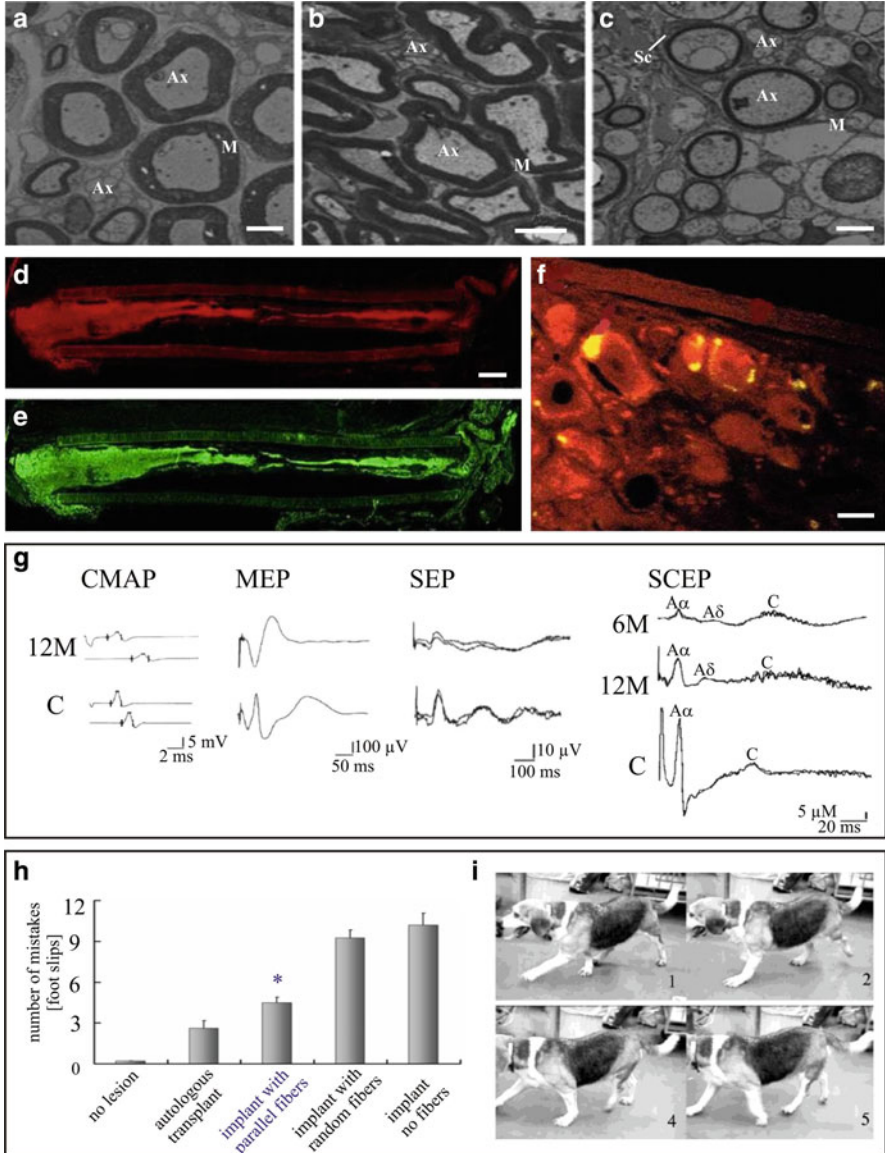 a
Ax
M
Ax
b
Ax
Ax
M
c
Sc
Ax
Ax
M
d
e
f
g
CMAP
MEP
SEP
SCEP
12M
C
5 mV
2 ms
100 µV
50 ms
10 µV
100 ms
6M
Aα
Aδ
C
12M
Aα
Aδ
C
C
Aα
C
5 µM
20 ms
h
number of mistakes
[foot slips]
12
9
6
3
0
*
no lesion
autologous
transplant
implant with
parallel fibers
implant with
random fibers
implant
no fibers
i
1
2
4
5